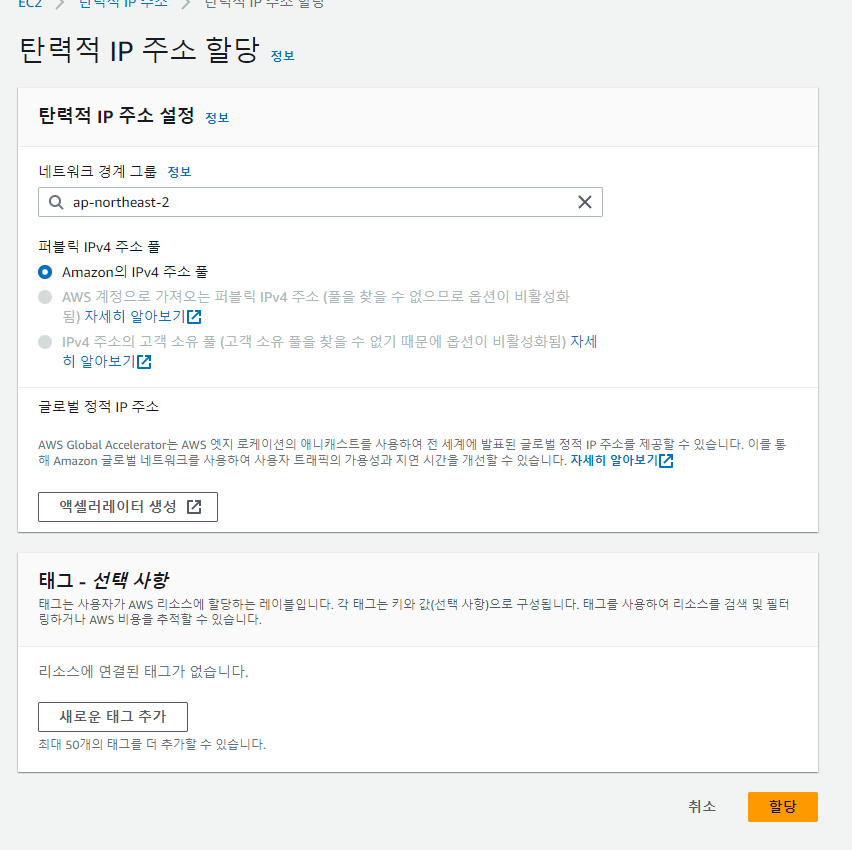 EC2 > 탄력적 IP 주소 > 탄력적 IP 주소 할당
탄력적 IP 주소 할당 정보
탄력적 IP 주소 설정 정보
네트워크 경계 그룹 정보
ap-northeast-2
퍼블릭 IPv4 주소 풀
Amazon의 IPv4 주소 풀
AWS 계정으로 가져오는 퍼블릭 IPv4 주소 (풀을 찾을 수 없으므로 옵션이 비활성화
됨) 자세히 알아보기
IPv4 주소의 고객 소유 풀 (고객 소유 풀을 찾을 수 없기 때문에 옵션이 비활성화됨) 자세
히 알아보기
글로벌 정적 IP 주소
AWS Global Accelerator는 AWS 엣지 로케이션의 애니캐스트를 사용하여 전 세계에 발표된 글로벌 정적 IP 주소를 제공할 수 있습니다. 이를 통
해 Amazon 글로벌 네트워크를 사용하여 사용자 트래픽의 가용성과 지연 시간을 개선할 수 있습니다. 자세히 알아보기
액셀러레이터 생성
태그 - 선택 사항
태그는 사용자가 AWS 리소스에 할당하는 레이블입니다. 각 태그는 키와 값(선택 사항)으로 구성됩니다. 태그를 사용하여 리소스를 검색 및 필터
링하거나 AWS 비용을 추적할 수 있습니다.
리소스에 연결된 태그가 없습니다.
새로운 태그 추가
최대 50개의 태그를 더 추가할 수 있습니다.
취소 할당